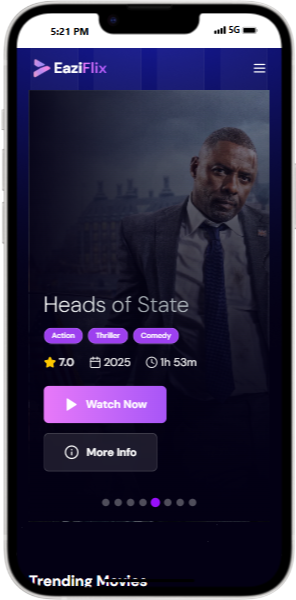 5:21 PM
5G
EaziFlix
Heads of State
Action Thriller Comedy
7.0 2025 1h 53m
Watch Now
More Info
Trending Movies